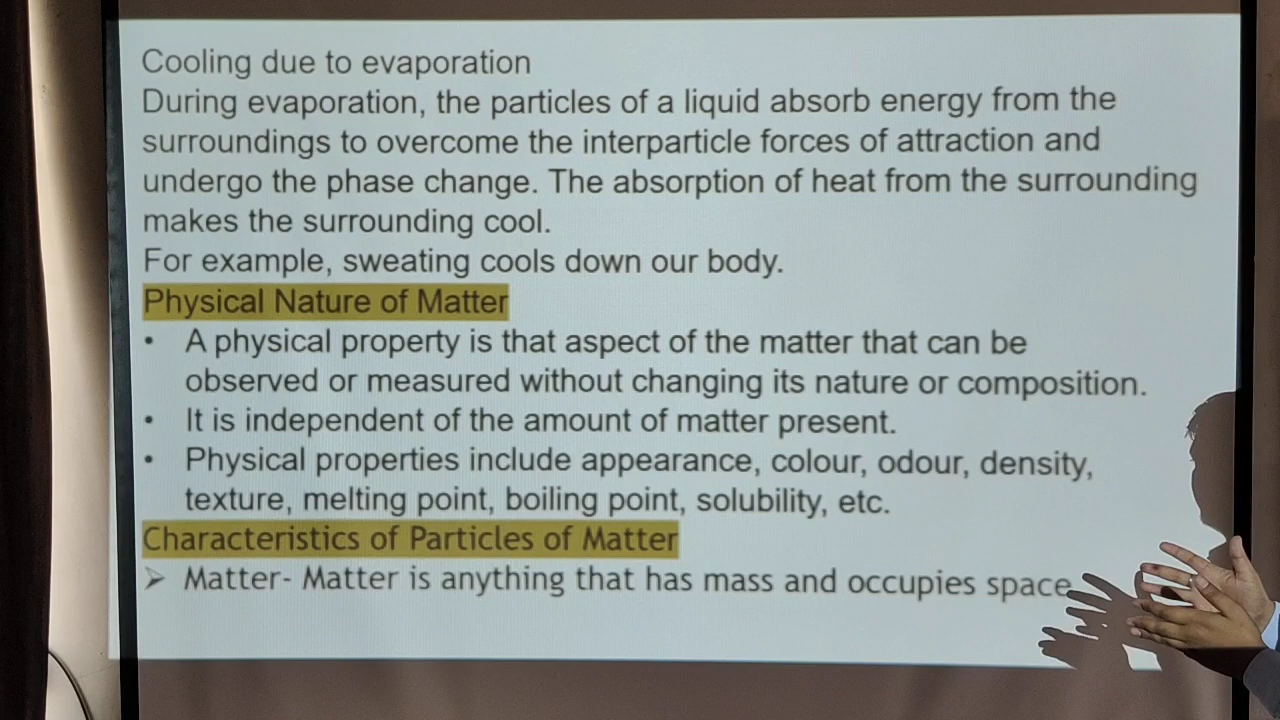 Cooling due to evaporation
During evaporation, the particles of a liquid absorb energy from the
surroundings to overcome the interparticle forces of attraction and
undergo the phase change. The absorption of heat from the surrounding
makes the surrounding cool.
For example, sweating cools down our body.
Physical Nature of Matter
• A physical property is that aspect of the matter that can be
observed or measured without changing its nature or composition.
• It is independent of the amount of matter present.
• Physical properties include appearance, colour, odour, density,
texture, melting point, boiling point, solubility, etc.
Characteristics of Particles of Matter
➢ Matter- Matter is anything that has mass and occupies space